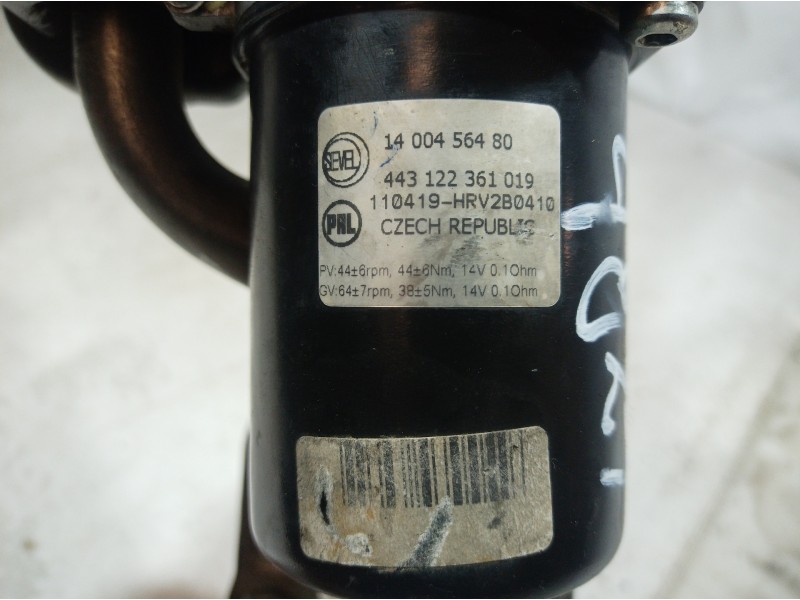 SEVEL
14 004 564 80
443 122 361 019
110419-HRV2B0410
PAL
CZECH REPUBLIC
PV:44±6rpm, 44±6Nm, 14V 0.1Ohm
GV:64±7rpm, 38±5Nm, 14V 0.1Ohm